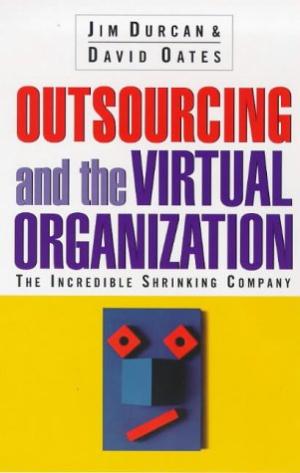 JIM DURCAN &
DAVID OATES
OUTSOURCING
and the VIRTUAL
ORGANIZATION
THE INCREDIBLE SHRINKING COMPANY